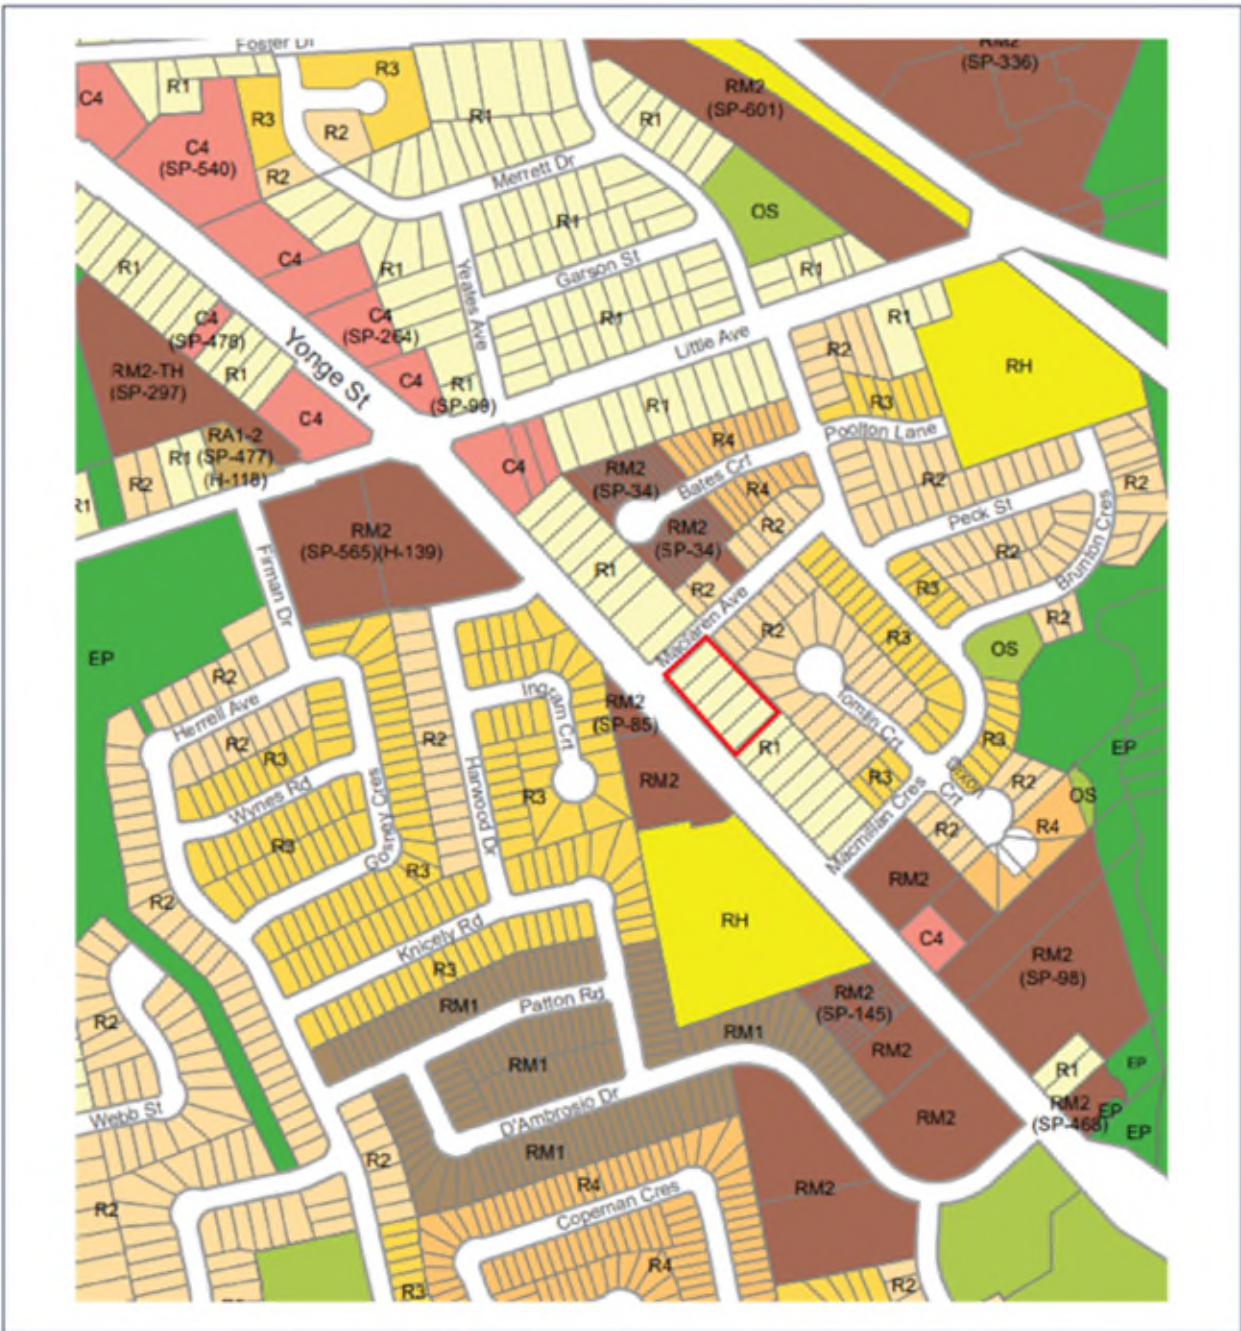 Foster Dr
R3
R1
C4
R3
R2
R1
C4
(SP-540)
R2
Merrett Dr
R1
RM2
(SP-601)
RM2
(SP-336)
OS
R1
R1
Garson St
R1
Yeates Ave
R1
C4
R1
C4
(SP-264)
C4
(SP-478)
R1
Yonge St
RM2-TH
(SP-297)
C4
C4
R1
(SP-99)
Little Ave
R1
R1
R2
R3
RH
Poolton Lane
RA1-2
(SP-477)
(H-118)
R1
R2
R1
C4
RM2
(SP-34)
R4
Bates Crt
R4
RM2
(SP-34)
R2
R2
Peck St
R2
R2
Brunton Cres
RM2
(SP-565)(H-139)
R1
R2
Maclaren Ave
R2
R3
R3
R2
OS
Firman Dr
EP
R2
Herrell Ave
R2
R3
Wynes Rd
R3
Gosney Cres
R3
R2
Harwood Dr
Ingram Crt
R3
RM2
(SP-85)
RM2
R1
Toman Crt
R3
R3
EP
Dixon Crt
R2
OS
R4
R2
Macmillan Cres
RM2
C4
RM2
(SP-98)
RH
R2
Knicely Rd
R3
RM1
Patton Rd
RM1
RM1
RM2
(SP-145)
RM2
RM2
R1
EP
RM2
(SP-468)
EP
EP
R2
Webb St
D'Ambrosio Dr
RM1
R2
R4
RM2
R2
Copeman Cres
R4
R3
R2